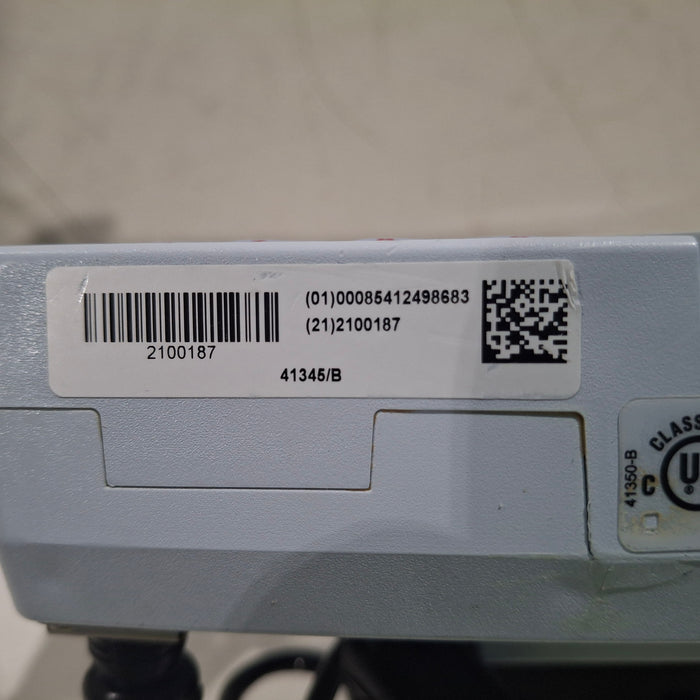 (01)00085412498683
(21)2100187
2100187
41345/B
CLASS
C U
®
41350-B